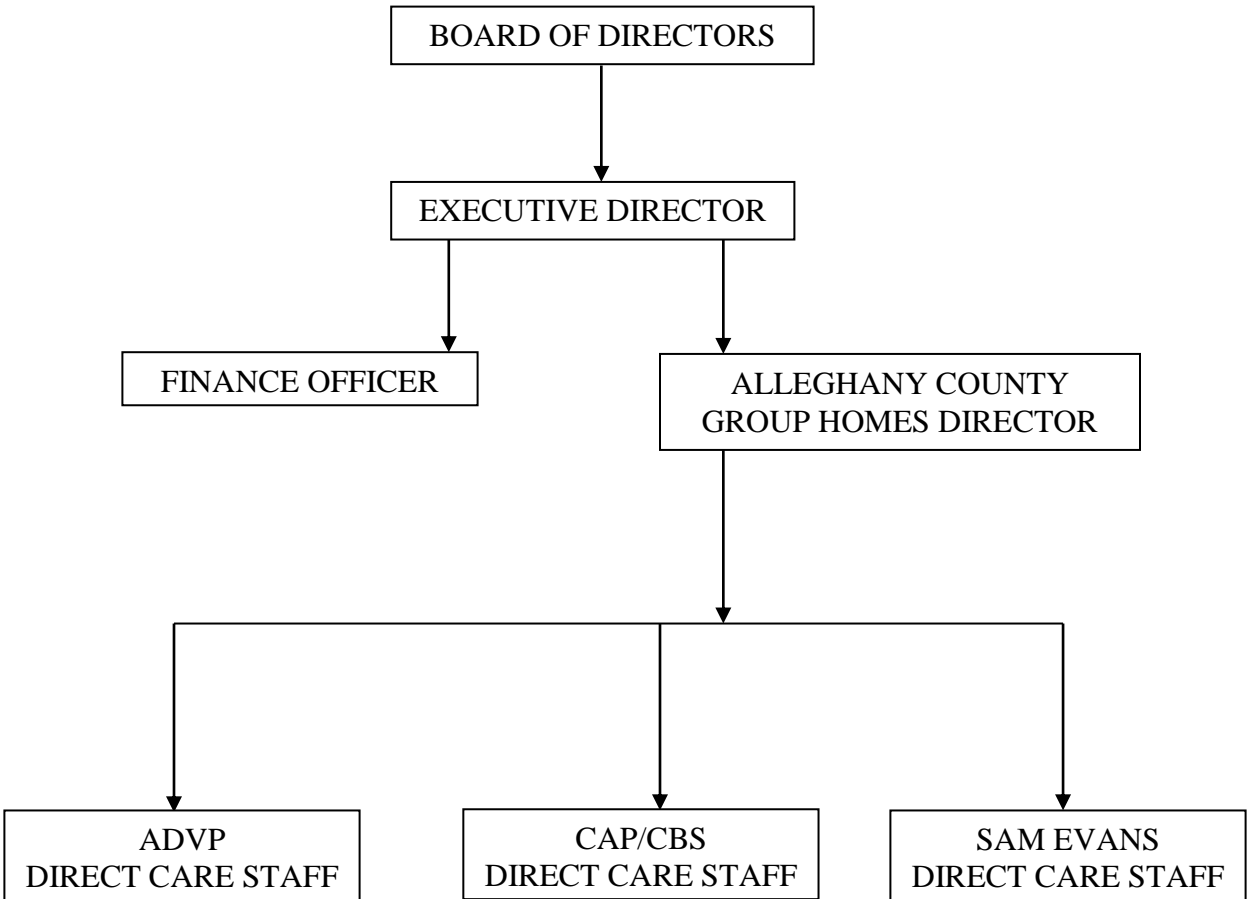 BOARD OF DIRECTORS
EXECUTIVE DIRECTOR
FINANCE OFFICER
ALLEGHANY COUNTY
GROUP HOMES DIRECTOR
ADVP
DIRECT CARE STAFF
CAP/CBS
DIRECT CARE STAFF
SAM EVANS
DIRECT CARE STAFF